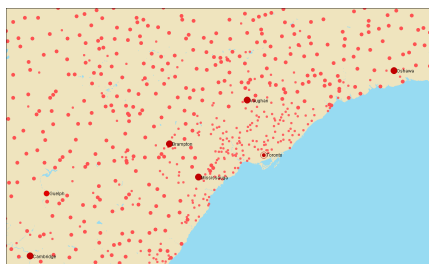 Oshawa
Vaughan
Brampton
Toronto
Mississauga
Guelph
Cambridge